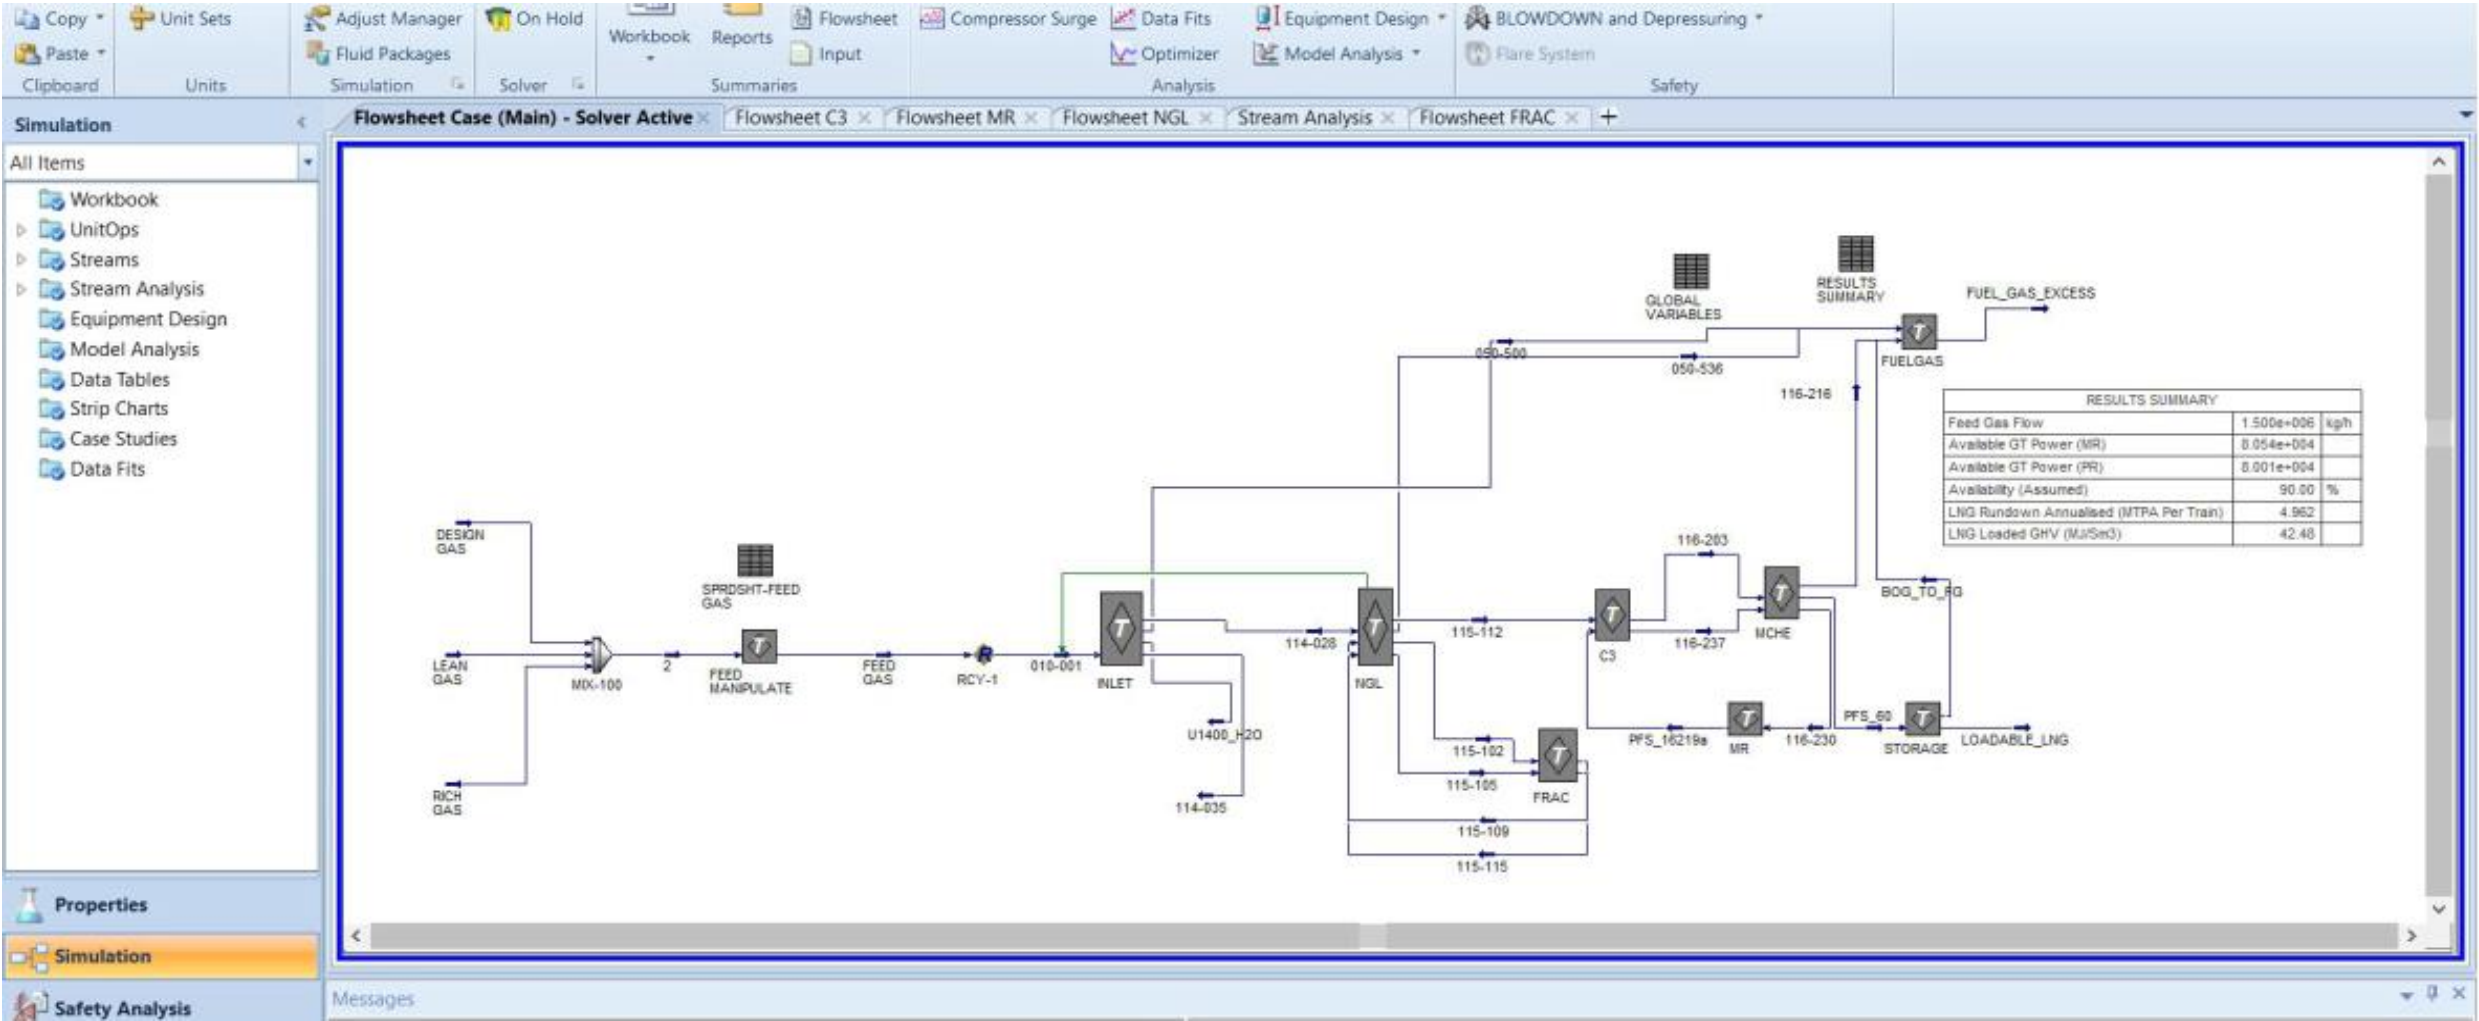 Copy
Unit Sets
Adjust Manager
On Hold
Flowsheet
Compressor Surge
Data Fits
Equipment Design
BLOWDOWN and Depressuring
Paste
Fluid Packages
Workbook
Reports
Input
Optimizer
Model Analysis
Flare System
Clipboard
Units
Simulation
Solver
Summaries
Analysis
Safety
Simulation
Flowsheet Case (Main) - Solver Active
Flowsheet C3
Flowsheet MR
Flowsheet NGL
Stream Analysis
Flowsheet FRAC
All Items
Workbook
UnitOps
Streams
Stream Analysis
Equipment Design
Model Analysis
Data Tables
Strip Charts
Case Studies
Data Fits
Properties
Simulation
Safety Analysis
DESIGN
GAS
LEAN
GAS
RICH
GAS
MIX-100
2
SPRDSHT-FEED
GAS
FEED
MANIPULATE
FEED
GAS
RCY-1
010-001
INLET
U1400_H2O
114-035
114-028
NGL
050-500
050-536
115-112
115-102
115-105
FRAC
115-109
115-115
C3
116-203
116-237
MCHE
PFS_16219a
MR
116-230
PFS_60
STORAGE
LOADABLE_LNG
BOG_TO_FG
116-216
GLOBAL
VARIABLES
RESULTS
SUMMARY
FUELGAS
FUEL_GAS_EXCESS
RESULTS SUMMARY
Feed Gas Flow 1.500e+006 kg/h
Available GT Power (MR) 8.054e+004
Available GT Power (PR) 8.001e+004
Availability (Assumed) 90.00 %
LNG Rundown Annualised (MTPA Per Train) 4.962
LNG Loaded GHV (MJ/Sm3) 42.48
Messages